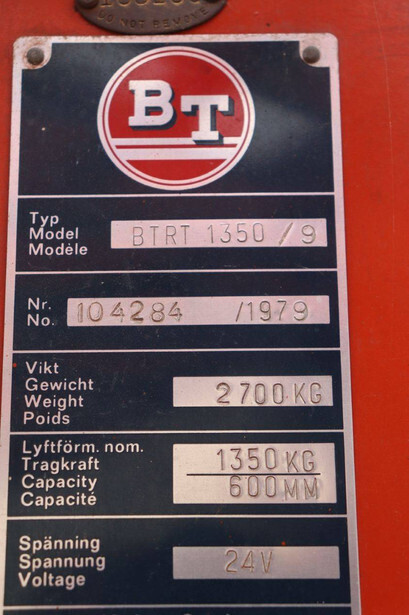 DO NOT REMOVE
BT
Typ
Model
Modèle
BTRT 1350/9
Nr.
No.
104284 /1979
Vikt
Gewicht
Weight
Poids
2700 KG
Lyftförm. nom.
Tragkraft
Capacity
Capacité
1350 KG
600 MM
Spänning
Spannung
Voltage
24V